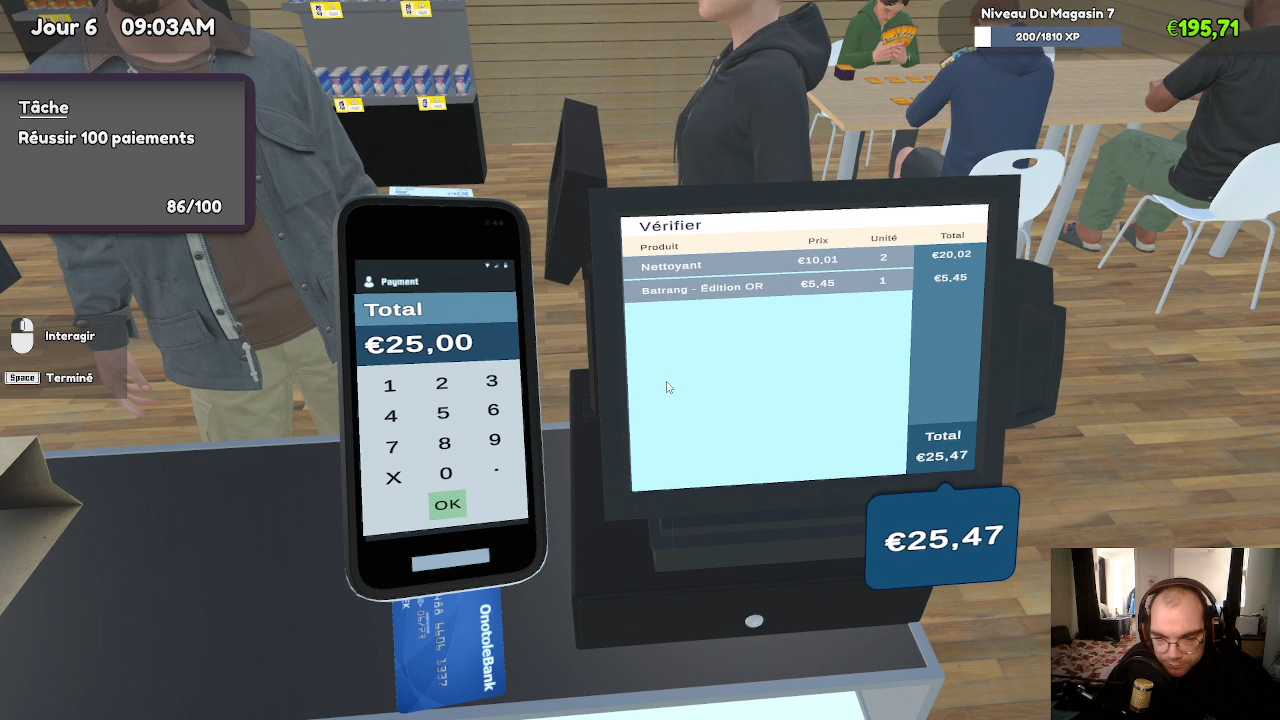 Jour 6 09:03AM
Niveau Du Magasin 7
200/1810 XP
€195,71
Tâche
Réussir 100 paiements
86/100
Interagir
Space Terminé
Payment
Total
€25,00
1 2 3
4 5 6
7 8 9
X 0 .
OK
Vérifier
Produit Prix Unité Total
Nettoyant €10,01 2 €20,02
Batrang - Édition OR €5,45 1 €5,45
Total
€25,47
€25,47
OnotoleBank